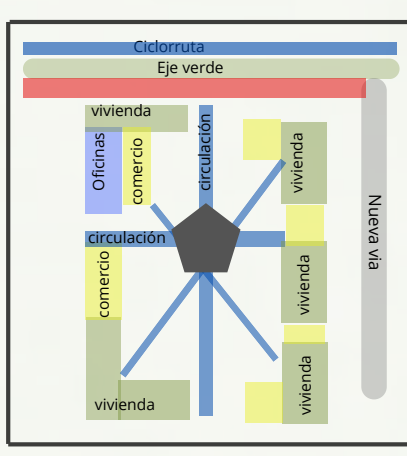 Ciclorruta
Eje verde
vivienda
Oficinas
comercio
circulación
vivienda
Nueva via
circulación
comercio
vivienda
vivienda
vivienda